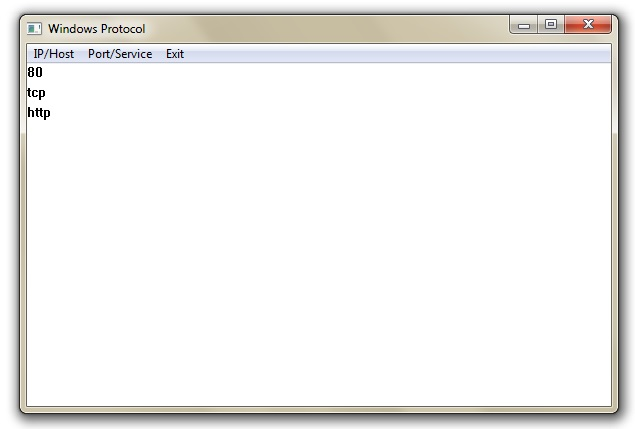 Windows Protocol
IP/Host Port/Service Exit
80
tcp
http